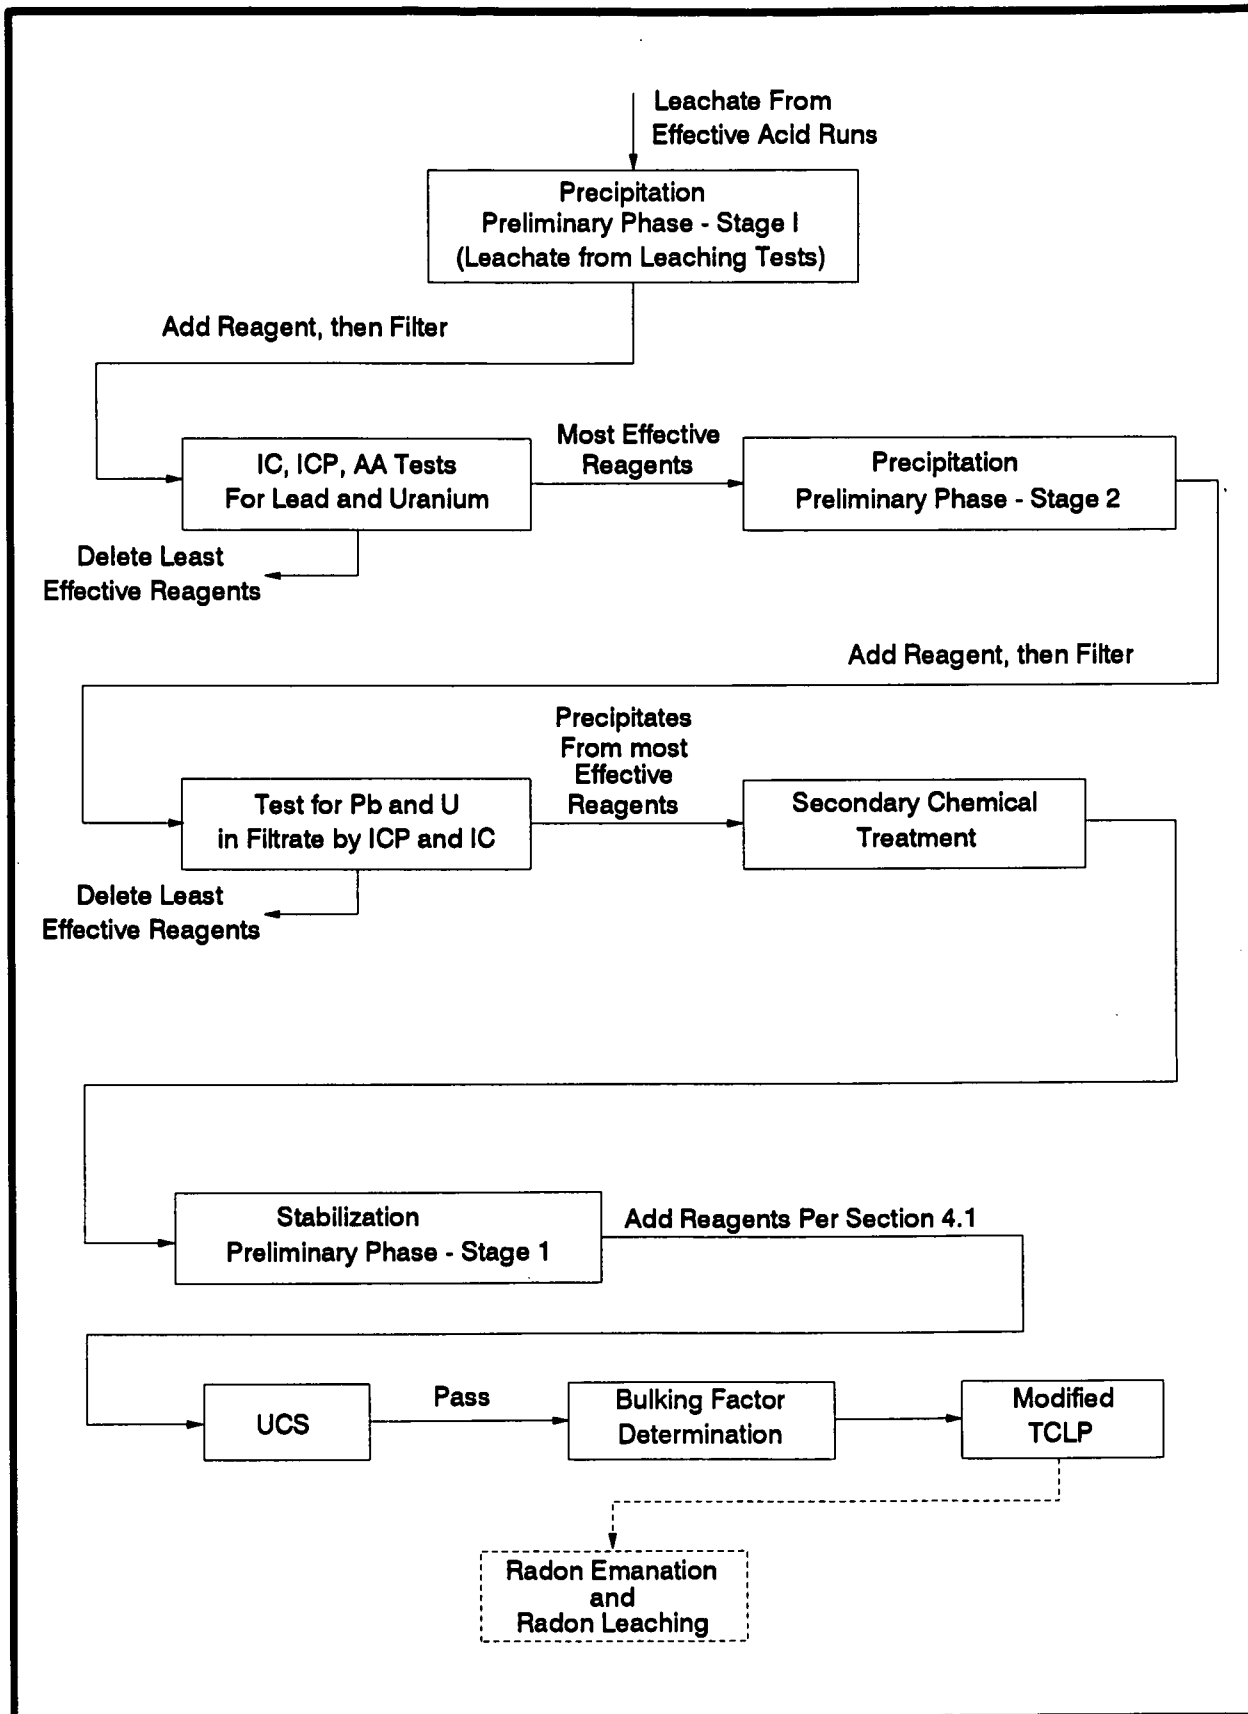 Leachate From
Effective Acid Runs
Precipitation
Preliminary Phase - Stage I
(Leachate from Leaching Tests)
Add Reagent, then Filter
IC, ICP, AA Tests
For Lead and Uranium
Most Effective
Reagents
Precipitation
Preliminary Phase - Stage 2
Delete Least
Effective Reagents
Add Reagent, then Filter
Precipitates
From most
Effective
Reagents
Test for Pb and U
in Filtrate by ICP and IC
Secondary Chemical
Treatment
Delete Least
Effective Reagents
Stabilization
Preliminary Phase - Stage 1
Add Reagents Per Section 4.1
UCS
Pass
Bulking Factor
Determination
Modified
TCLP
Radon Emanation
and
Radon Leaching